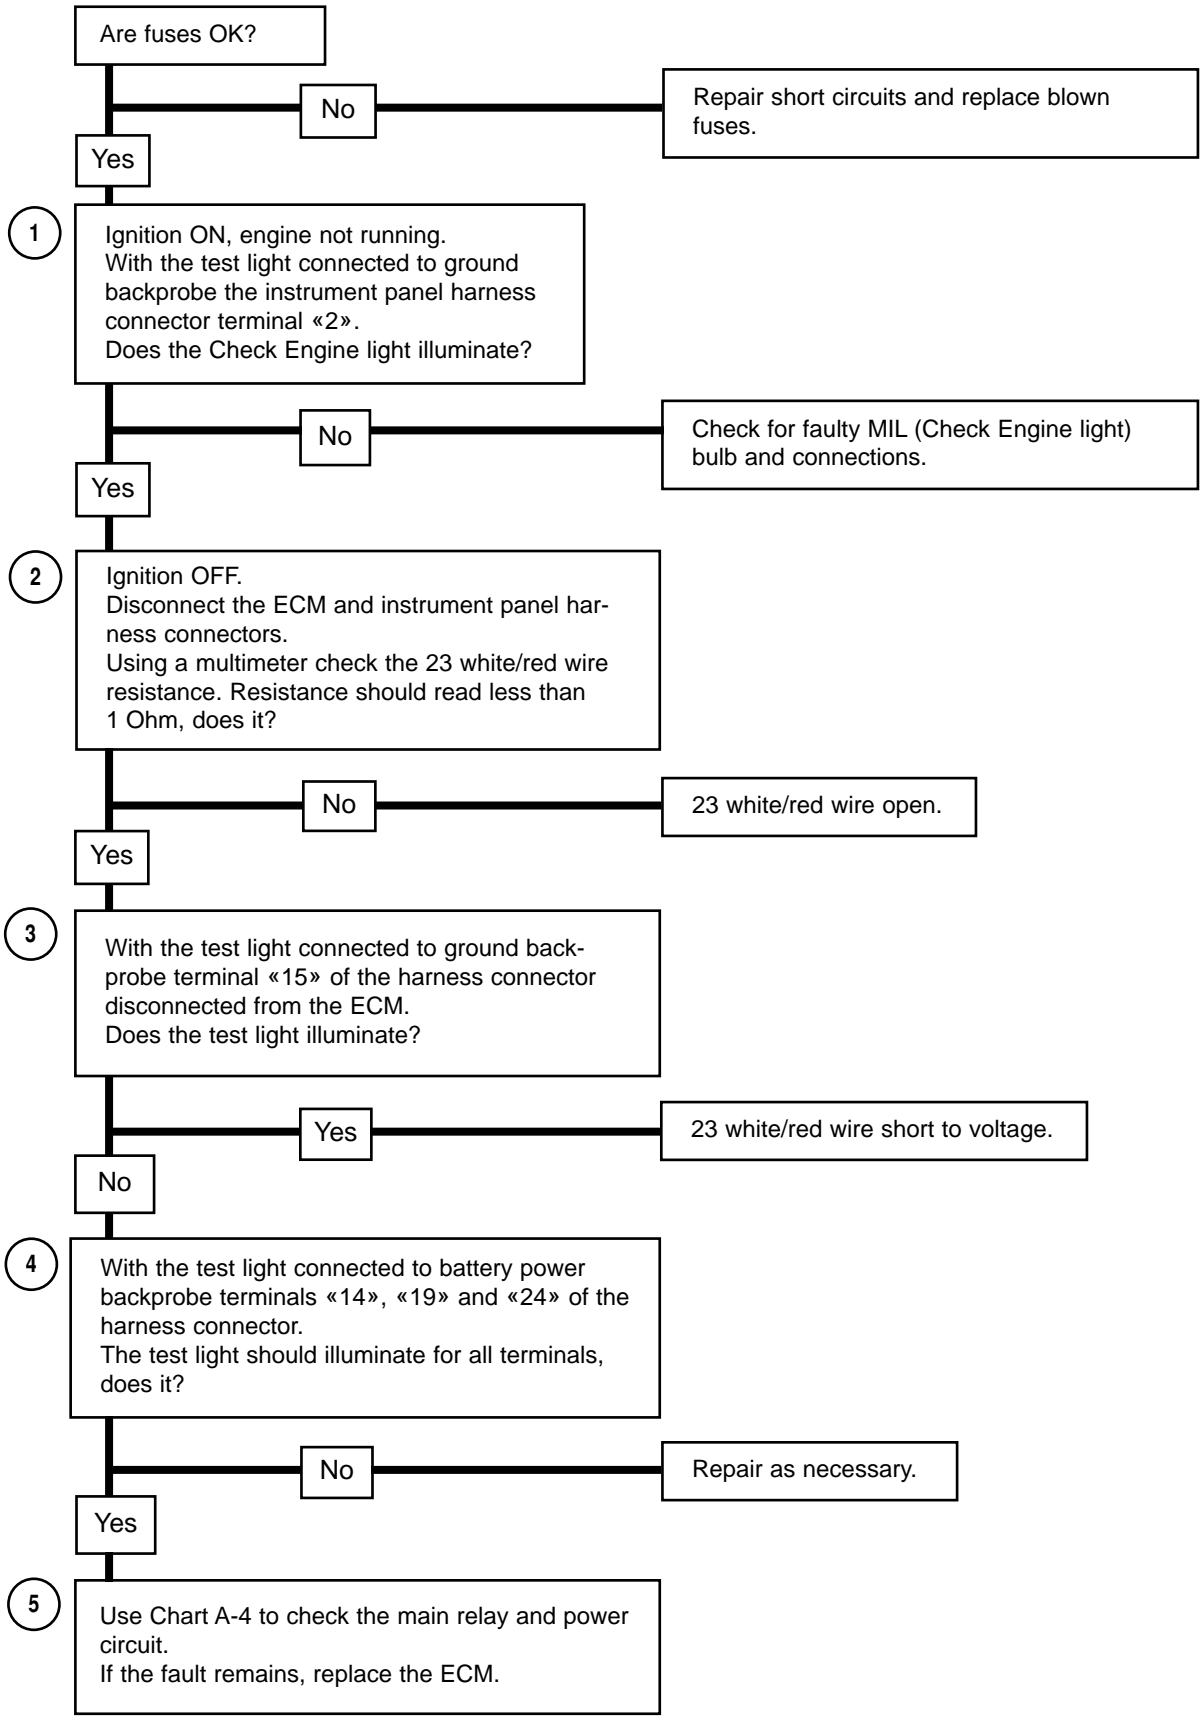 Are fuses OK?
No
Repair short circuits and replace blown
fuses.
Yes
1
Ignition ON, engine not running.
With the test light connected to ground
backprobe the instrument panel harness
connector terminal «2».
Does the Check Engine light illuminate?
No
Check for faulty MIL (Check Engine light)
bulb and connections.
Yes
2
Ignition OFF.
Disconnect the ECM and instrument panel har-
ness connectors.
Using a multimeter check the 23 white/red wire
resistance. Resistance should read less than
1 Ohm, does it?
No
23 white/red wire open.
Yes
3
With the test light connected to ground back-
probe terminal «15» of the harness connector
disconnected from the ECM.
Does the test light illuminate?
Yes
23 white/red wire short to voltage.
No
4
With the test light connected to battery power
backprobe terminals «14», «19» and «24» of the
harness connector.
The test light should illuminate for all terminals,
does it?
No
Repair as necessary.
Yes
5
Use Chart A-4 to check the main relay and power
circuit.
If the fault remains, replace the ECM.